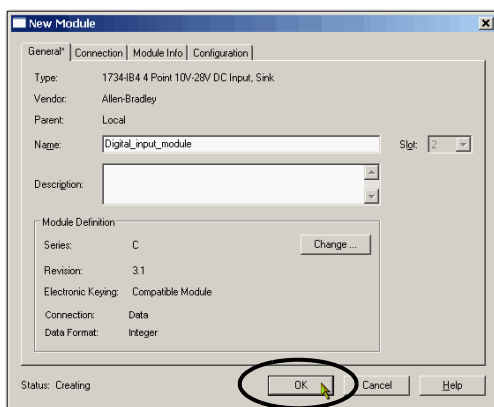 New Module
General* Connection Module Info Configuration
Type: 1734-IB4 4 Point 10V-28V DC Input, Sink
Vendor: Allen-Bradley
Parent: Local
Name: Digital_input_module Slot: 2
Description:
Module Definition
Series: C Change ...
Revision: 3.1
Electronic Keying: Compatible Module
Connection: Data
Data Format: Integer
Status: Creating OK Cancel Help